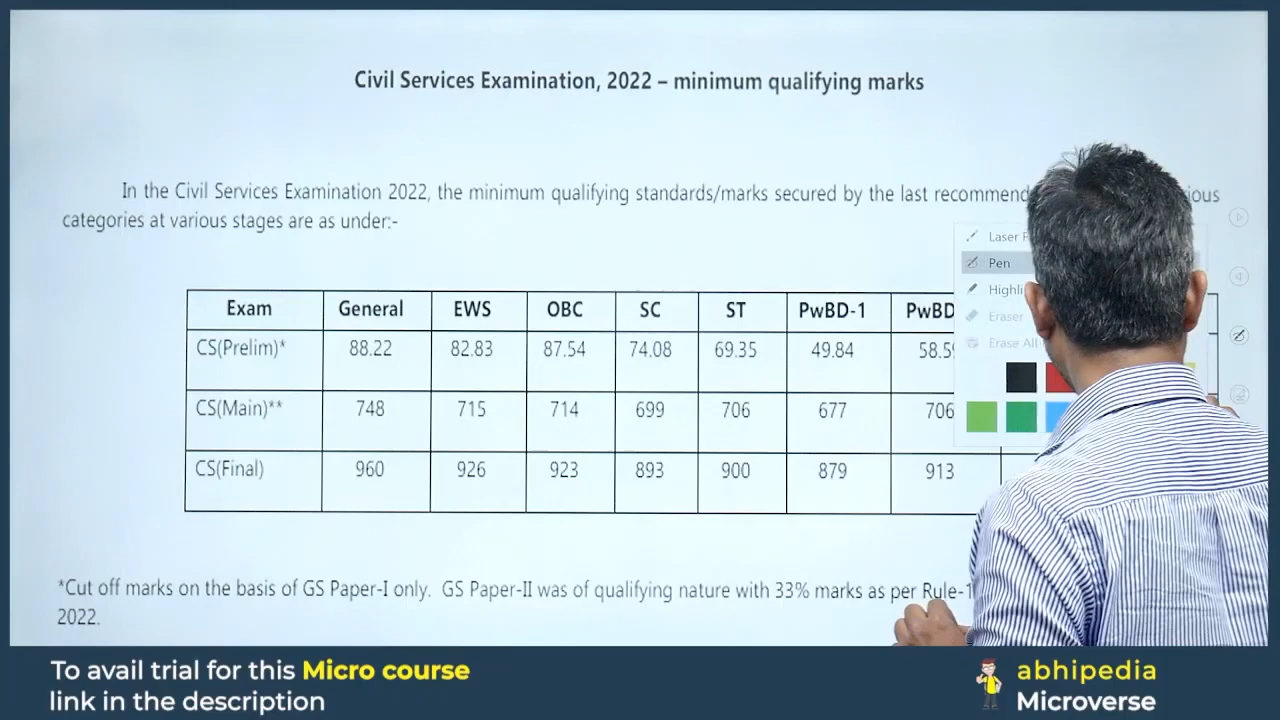 Civil Services Examination, 2022 – minimum qualifying marks
In the Civil Services Examination 2022, the minimum qualifying standards/marks secured by the last
categories at various stages are as under:-
Laser
Pen
Eraser
Erase All
Exam General EWS OBC SC ST PwBD-1
CS(Prelim)* 88.22 82.83 87.54 74.08 69.35 49.84
CS(Main)** 748 715 714 699 706 677 706
CS(Final) 960 926 923 893 900 879 913
*Cut off marks on the basis of GS Paper-I only. GS Paper-II was of qualifying nature with 33% marks as per
2022.
To avail trial for this Micro course
link in the description
abhipedia
Microverse